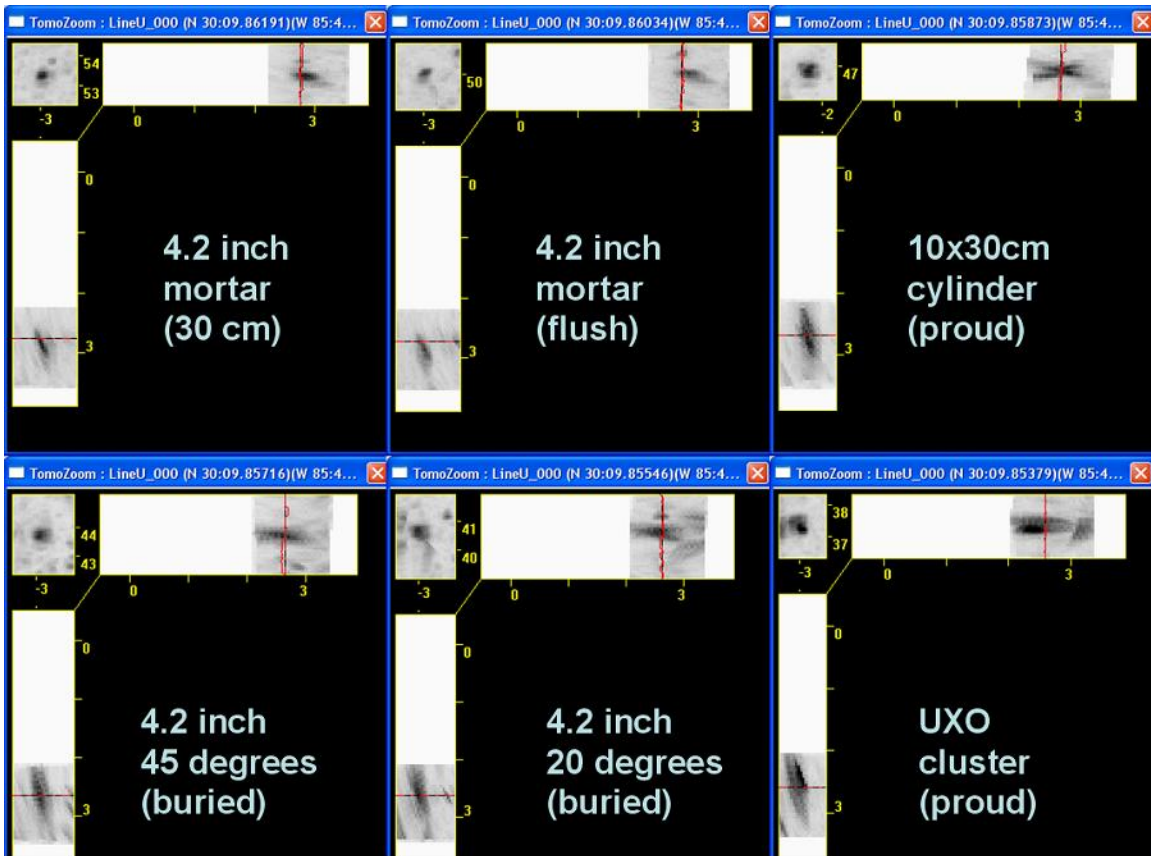 TomoZoom : LineU_000 (N 30:09.86191)(W 85:4...
54
53
-3
0
3
0
3
4.2 inch
mortar
(30 cm)
TomoZoom : LineU_000 (N 30:09.86034)(W 85:4...
50
-3
0
3
0
3
4.2 inch
mortar
(flush)
TomoZoom : LineU_000 (N 30:09.85873)(W 85:4...
47
-2
0
3
0
3
10x30cm
cylinder
(proud)
TomoZoom : LineU_000 (N 30:09.85716)(W 85:4...
44
43
-3
0
3
0
3
4.2 inch
45 degrees
(buried)
TomoZoom : LineU_000 (N 30:09.85546)(W 85:4...
41
40
-3
0
3
0
3
4.2 inch
20 degrees
(buried)
TomoZoom : LineU_000 (N 30:09.85379)(W 85:4...
38
37
-3
0
3
0
3
UXO
cluster
(proud)